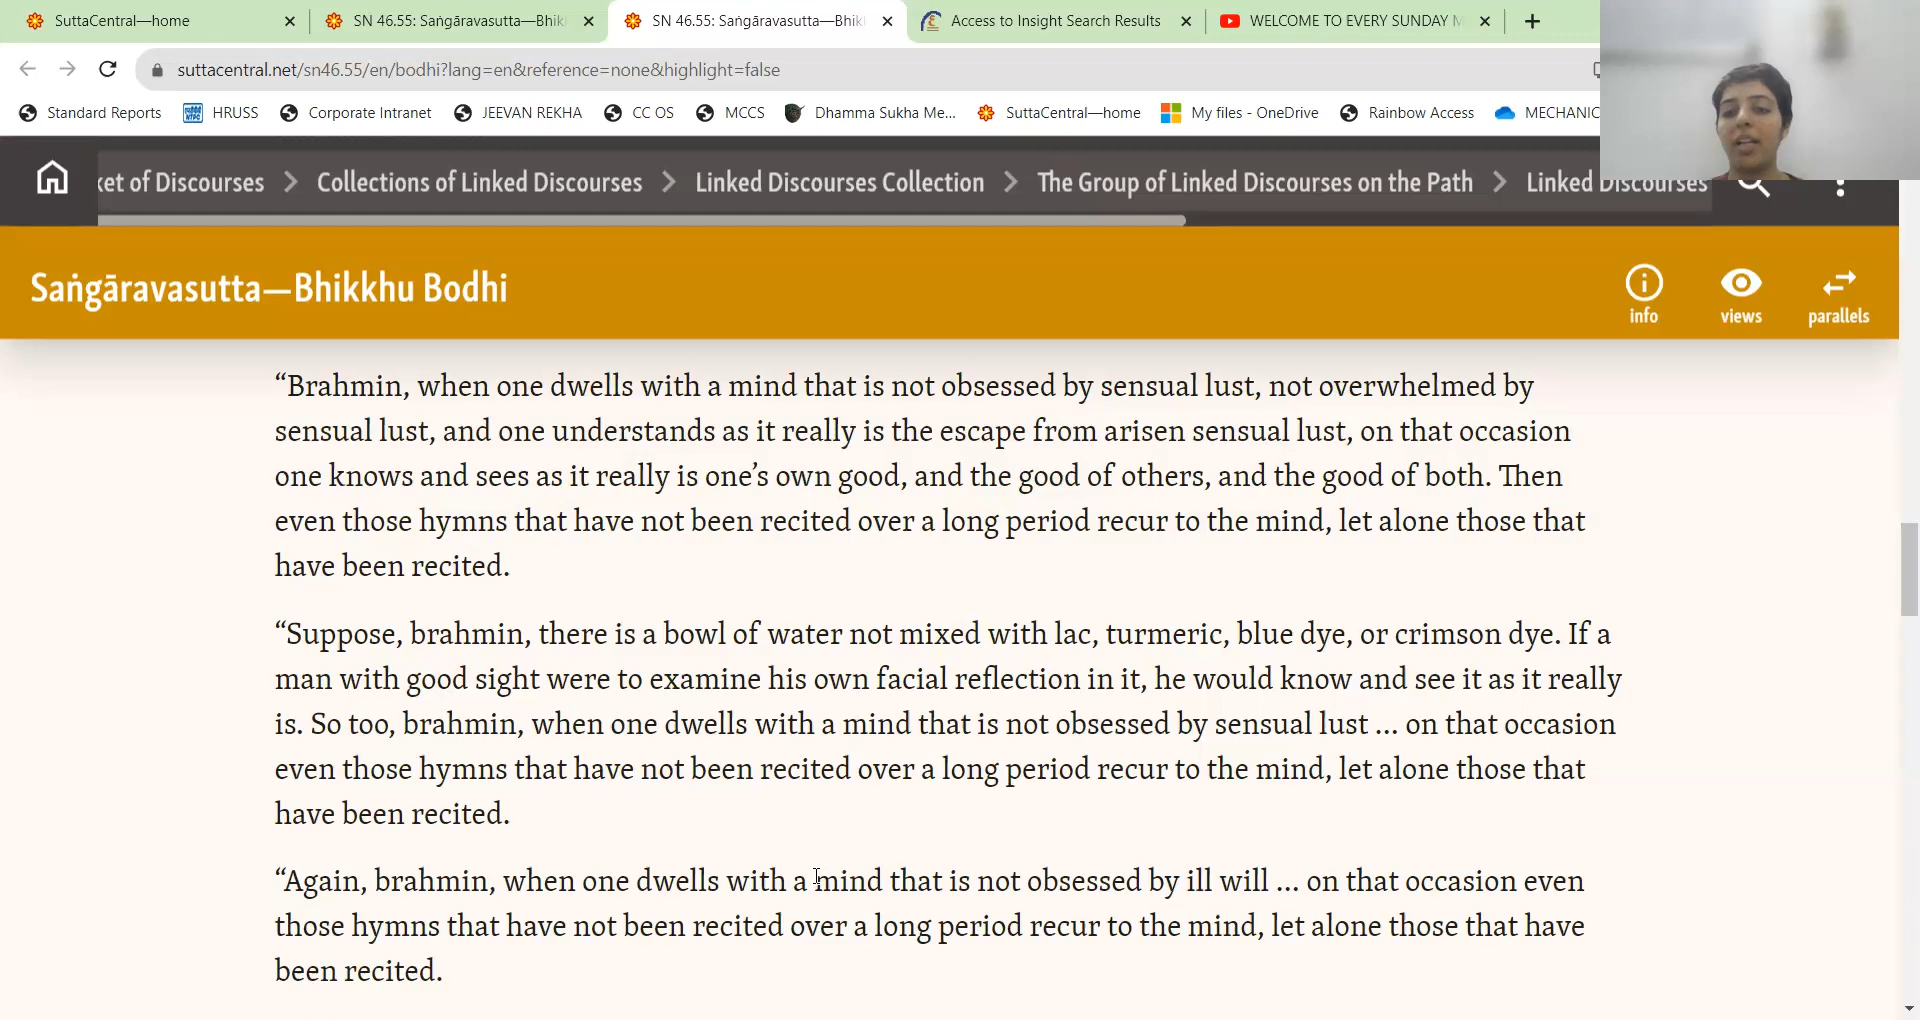 SuttaCentral—home
SN 46.55: Saṅgāravasutta—Bhik
SN 46.55: Saṅgāravasutta—Bhik
Access to Insight Search Results
WELCOME TO EVERY SUNDAY M
suttacentral.net/sn46.55/en/bodhi?lang=en&reference=none&highlight=false
Standard Reports
HRUSS
Corporate Intranet
JEEVAN REKHA
CC OS
MCCS
Dhamma Sukha Me...
SuttaCentral—home
My files - OneDrive
Rainbow Access
MECHANIC
ket of Discourses > Collections of Linked Discourses > Linked Discourses Collection > The Group of Linked Discourses on the Path > Linked Discourses
Saṅgāravasutta—Bhikkhu Bodhi
info
views
parallels
“Brahmin, when one dwells with a mind that is not obsessed by sensual lust, not overwhelmed by
sensual lust, and one understands as it really is the escape from arisen sensual lust, on that occasion
one knows and sees as it really is one’s own good, and the good of others, and the good of both. Then
even those hymns that have not been recited over a long period recur to the mind, let alone those that
have been recited.
“Suppose, brahmin, there is a bowl of water not mixed with lac, turmeric, blue dye, or crimson dye. If a
man with good sight were to examine his own facial reflection in it, he would know and see it as it really
is. So too, brahmin, when one dwells with a mind that is not obsessed by sensual lust … on that occasion
even those hymns that have not been recited over a long period recur to the mind, let alone those that
have been recited.
“Again, brahmin, when one dwells with a mind that is not obsessed by ill will … on that occasion even
those hymns that have not been recited over a long period recur to the mind, let alone those that have
been recited.